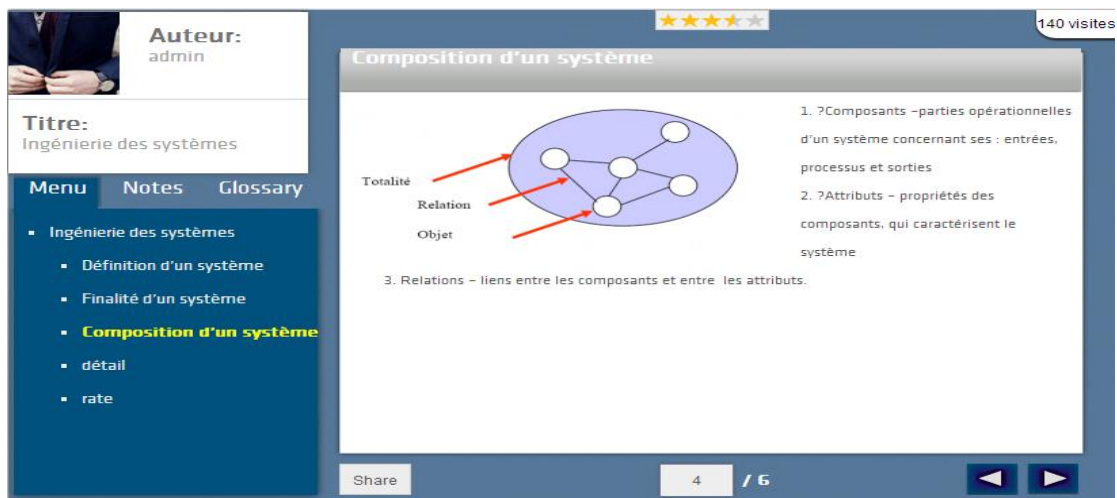 Auteur:
admin
140 visites
Titre:
Ingénierie des systèmes
Menu Notes Glossary
Ingénierie des systèmes
Définition d'un système
Finalité d'un système
Composition d'un système
détail
rate
Composition d'un système
Totalité
Relation
Objet
1. ?Composants –parties opérationnelles
d'un système concernant ses : entrées,
processus et sorties
2. ?Attributs – propriétés des
composants, qui caractérisent le
système
3. Relations – liens entre les composants et entre les attributs.
Share
4 / 6